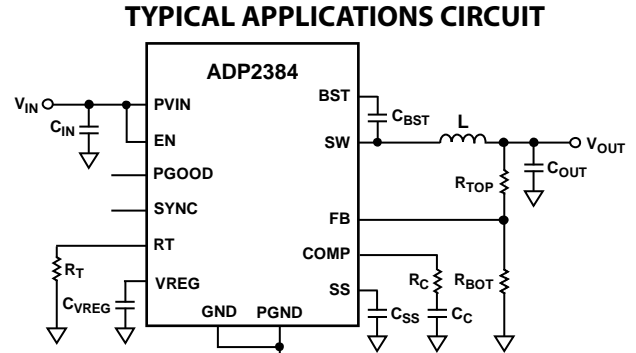 TYPICAL APPLICATIONS CIRCUIT
ADP2384
BST
VIN
PVIN
CBST
L
CIN
EN
SW
VOUT
COUT
PGOOD
RTOP
SYNC
FB
RT
COMP
RT
VREG
RC
RBOT
CVREG
SS
GND
PGND
CSS
CC